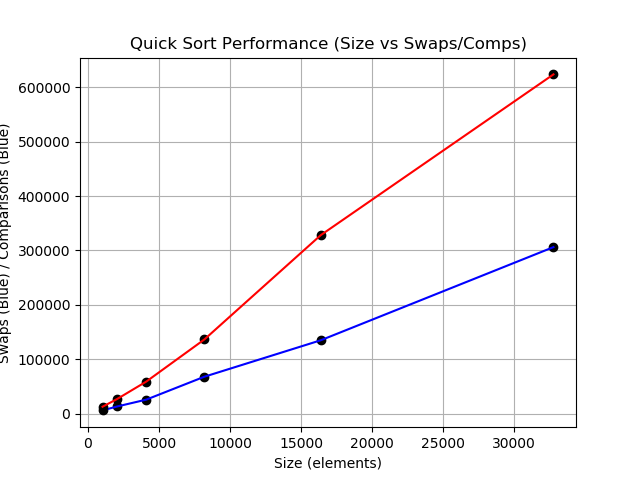 Quick Sort Performance (Size vs Swaps/Comps)
Swaps (Blue) / Comparisons (Blue)
600000
500000
400000
300000
200000
100000
0
0 5000 10000 15000 20000 25000 30000
Size (elements)